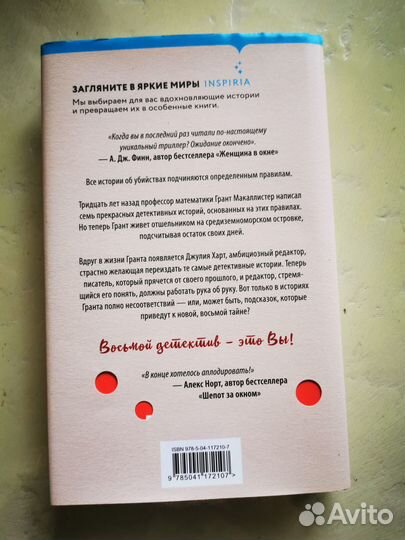 ЗАГЛЯНИТЕ В ЯРКИЕ МИРЫ INSPIRIA
Мы выбираем для вас вдохновляющие истории
и превращаем их в особенные книги.
«Когда вы в последний раз читали по-настоящему
уникальный триллер? Ожидание окончено».
— А. Дж. Финн, автор бестселлера «Женщина в окне»
Все истории об убийствах подчиняются определенным правилам.
Тридцать лет назад профессор математики Грант Макаллистер написал
семь прекрасных детективных историй, основанных на этих правилах.
Но теперь Грант живет отшельником на средиземноморском островке,
подсчитывая остаток своих дней.
Вдруг в жизни Гранта появляется Джулия Харт, амбициозный редактор,
страстно желающая переиздать те самые детективные истории. Теперь
писатель, который прячется от своего прошлого, и редактор, стремя-
щийся его понять, должны работать рука об руку. Вот только в историях
Гранта полно несоответствий — или, может быть, подсказок, которые
приведут к новой, восьмой тайне?
Восьмой детектив – это Вы!
«В конце хотелось аплодировать!»
— Алекс Норт, автор бестселлера
«Шепот за окном»
ISBN 978-5-04-117210-7
9 785041 172107 >
Avito